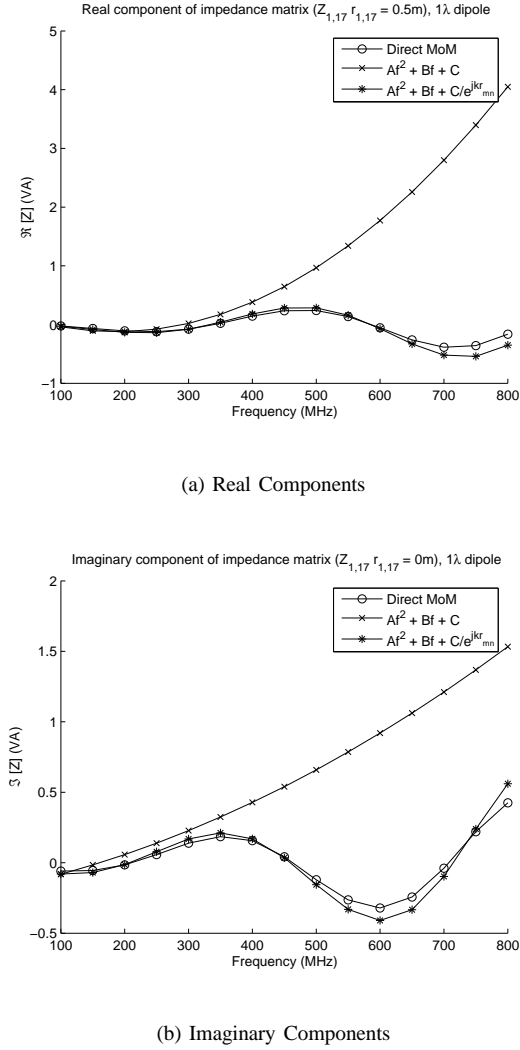 Real component of impedance matrix (Z1,17 r1,17 = 0.5m), 1λ dipole
5
4
3
2
1
0
−1
ℜ [Z] (VA)
Direct MoM
Af² + Bf + C
Af² + Bf + C/e^jkr_mn
100 200 300 400 500 600 700 800
Frequency (MHz)
(a) Real Components
Imaginary component of impedance matrix (Z1,17 r1,17 = 0m), 1λ dipole
2
1.5
1
0.5
0
−0.5
ℑ [Z] (VA)
Direct MoM
Af² + Bf + C
Af² + Bf + C/e^jkr_mn
100 200 300 400 500 600 700 800
Frequency (MHz)
(b) Imaginary Components